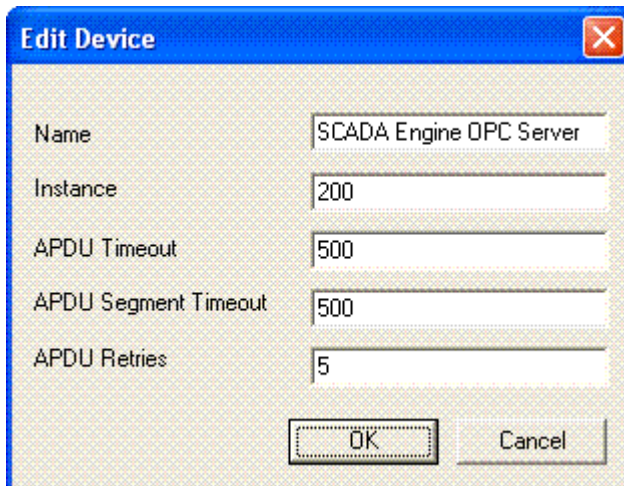 Edit Device
Name SCADA Engine OPC Server
Instance 200
APDU Timeout 500
APDU Segment Timeout 500
APDU Retries 5
OK Cancel